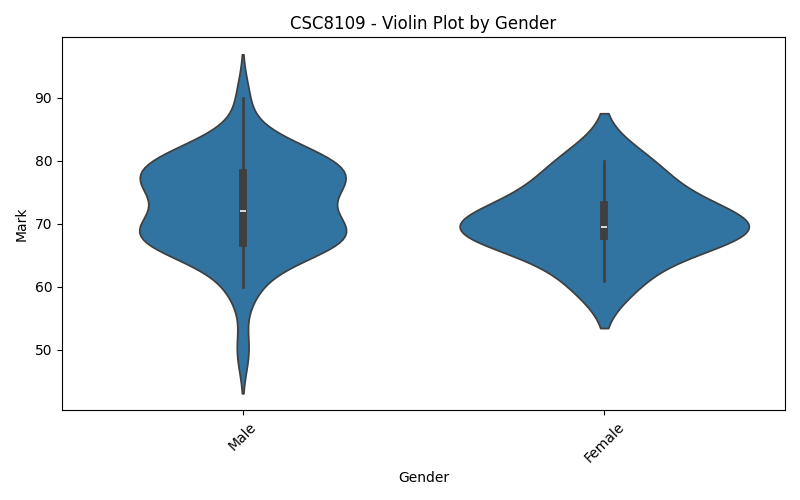 CSC8109 - Violin Plot by Gender
Mark
90
80
70
60
50
Male
Female
Gender